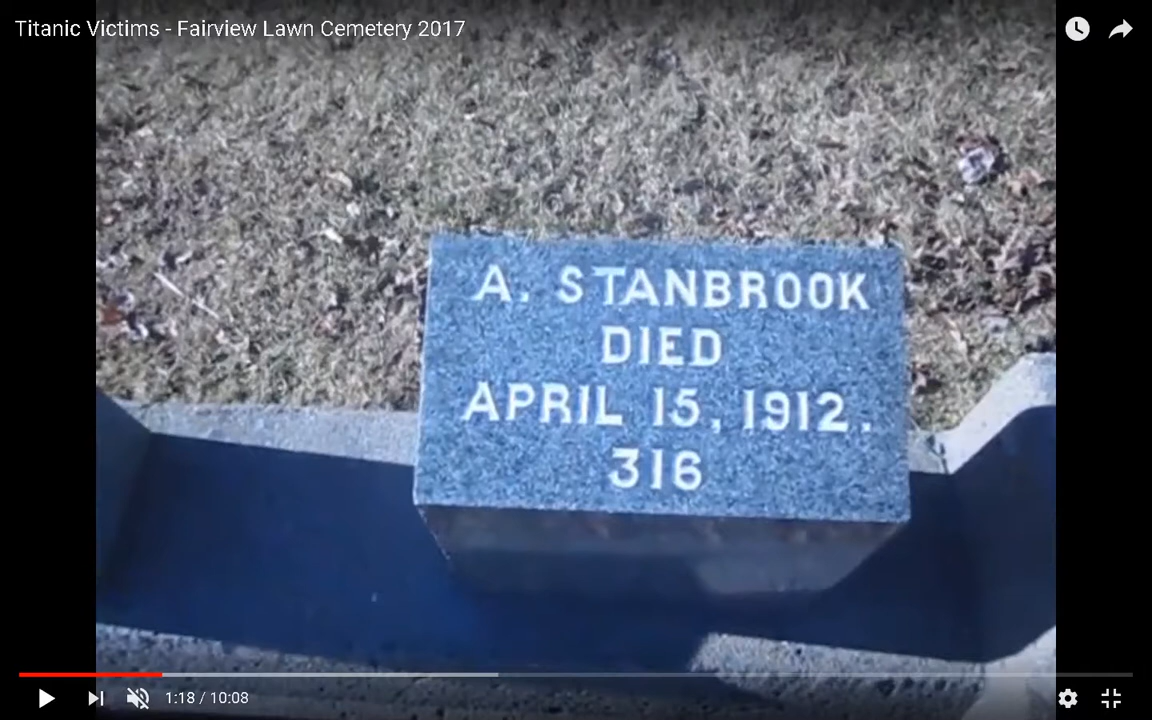 Titanic Victims - Fairview Lawn Cemetery 2017
A. STANBROOK
DIED
APRIL 15, 1912.
316
1:18 / 10:08